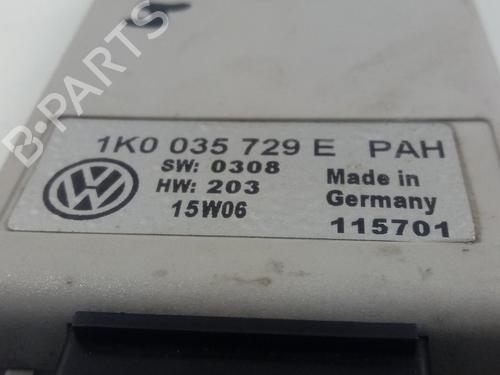 B-PARTS
1K0 035 729 E PAH
SW: 0308
HW: 203
15W06
Made in
Germany
115701